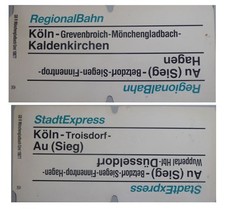 RegionalBahn
Köln-Grevenbroich-Mönchengladbach-
Kaldenkirchen
Hagen
Au (Sieg)-Betzdorf-Siegen-Finnentrop-
RegionalBahn
StadtExpress
Köln-Troisdorf-
Au (Sieg)
Wuppertal Hbf-Düsseldorf
Au (Sieg)-Betzdorf-Siegen-Finnentrop-Hagen-
StadtExpress